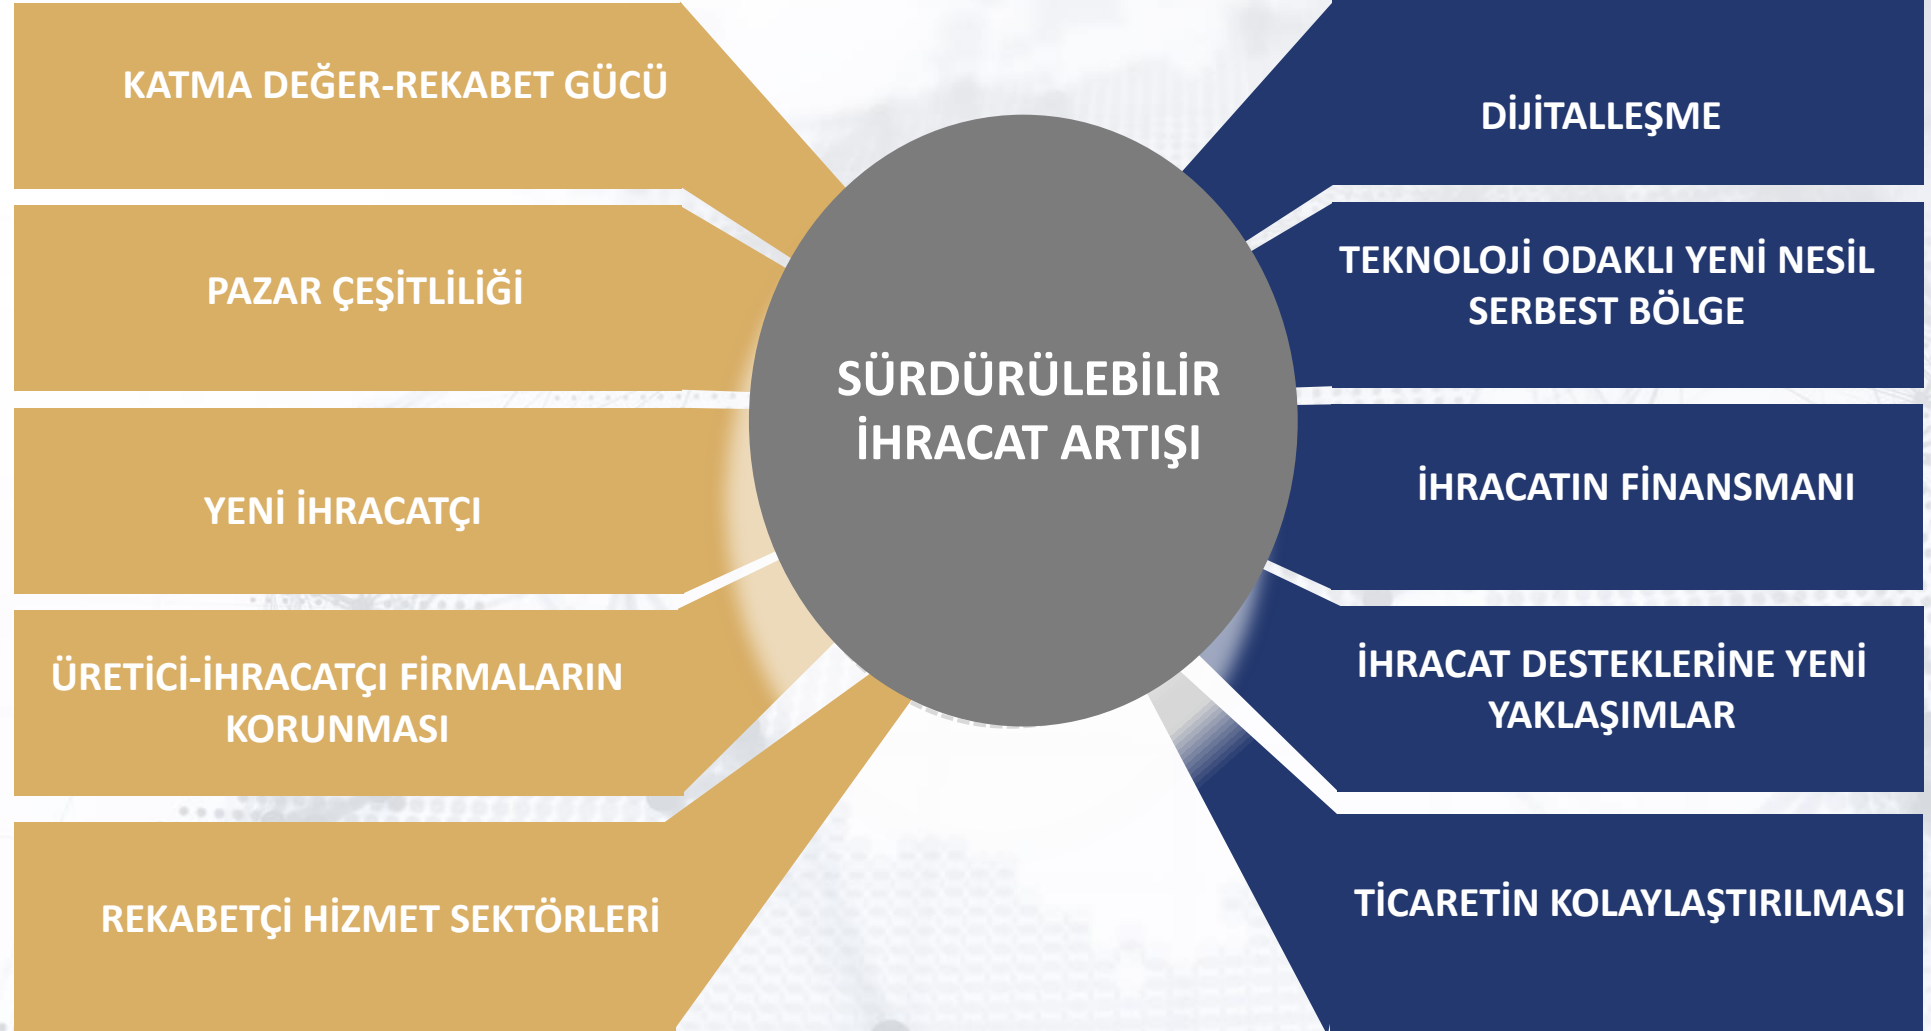 KATMA DEĞER-REKABET GÜCÜ
PAZAR ÇEŞİTLİLİĞİ
YENİ İHRACATÇI
ÜRETİCİ-İHRACATÇI FİRMALARIN
KORUNMASI
REKABETÇİ HİZMET SEKTÖRLERİ
SÜRDÜRÜLEBİLİR
İHRACAT ARTIŞI
DİJİTALLEŞME
TEKNOLOJİ ODAKLI YENİ NESİL
SERBEST BÖLGE
İHRACATIN FİNANSMANI
İHRACAT DESTEKLERİNE YENİ
YAKLAŞIMLAR
TİCARETİN KOLAYLAŞTIRILMASI